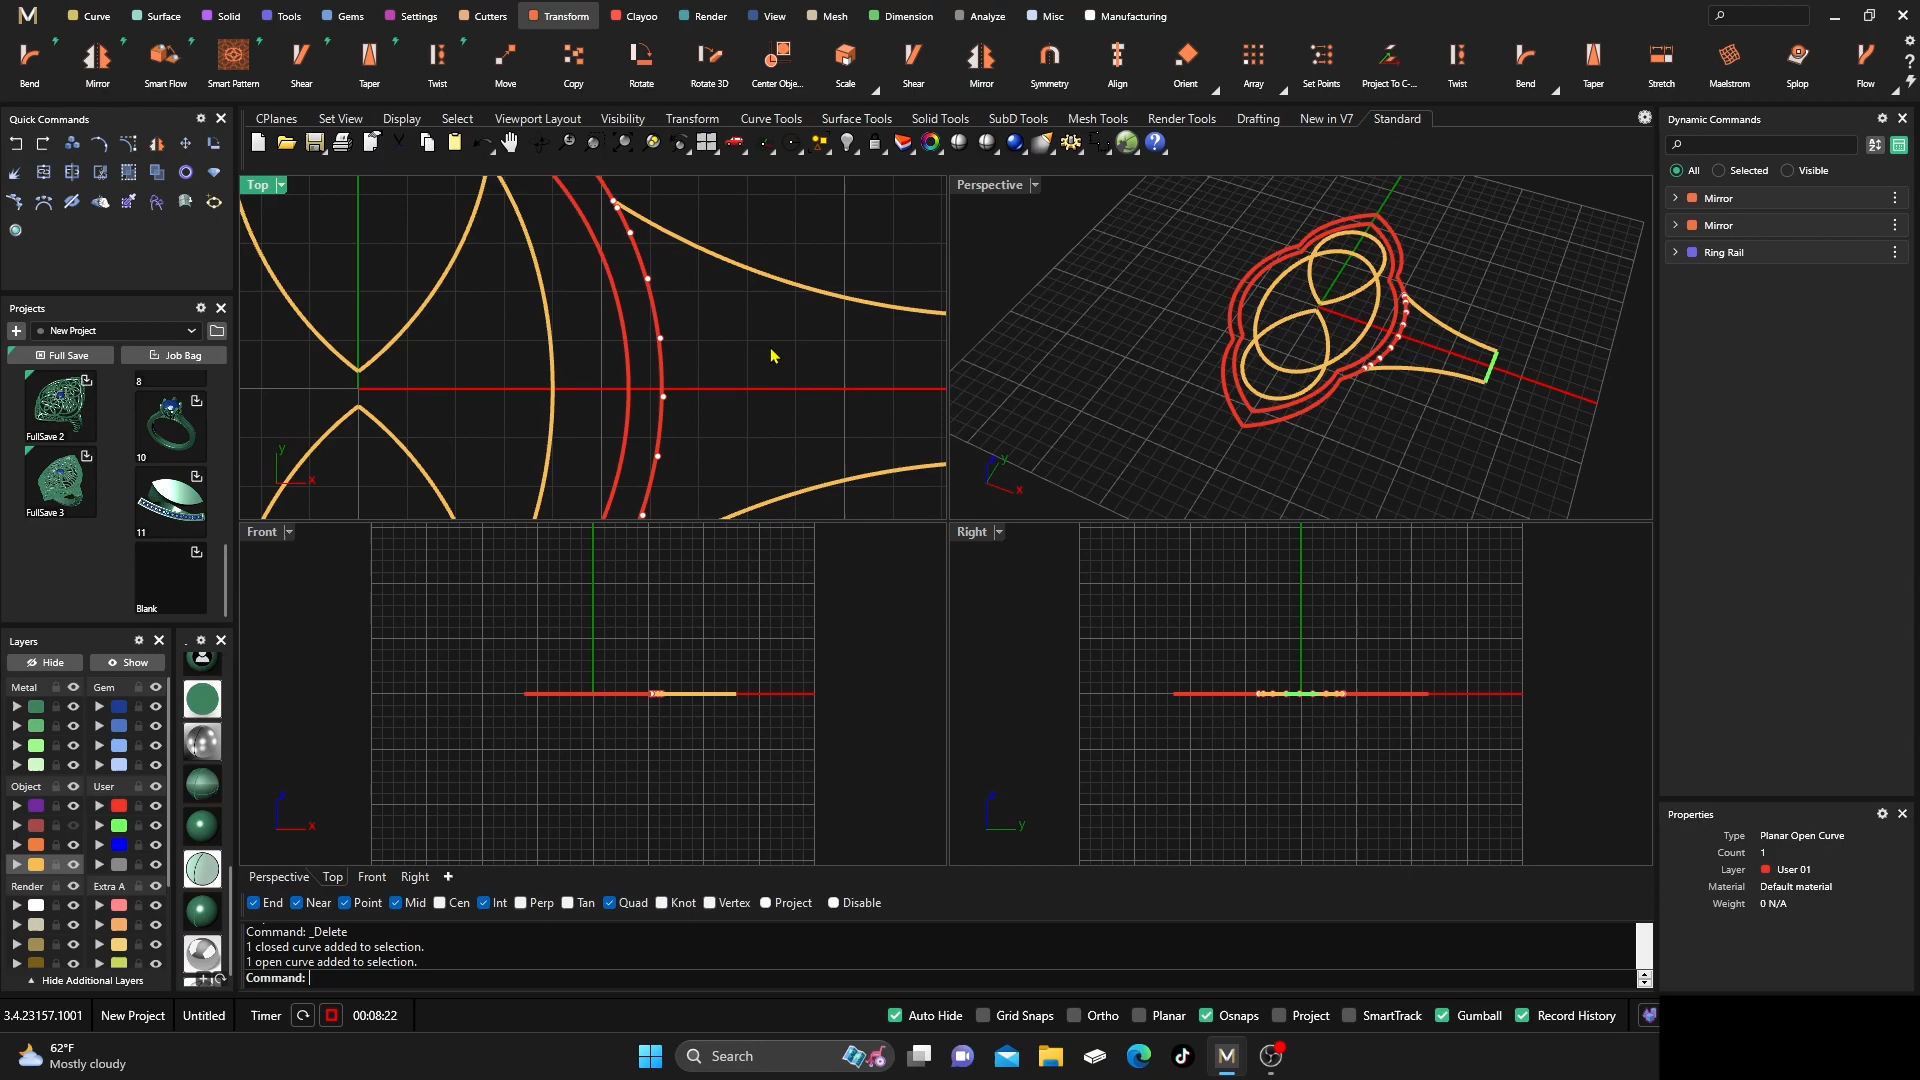 Curve Surface Solid Tools Gems Settings Cutters Transform Clayoo Render View Mesh Dimension Analyze Misc Manufacturing
Bend Mirror Smart Flow Smart Pattern Shear Taper Twist Move Copy Rotate Rotate 3D Center Obje... Scale Shear Mirror Symmetry Align Orient Array Set Points Project To C-... Twist Bend Taper Stretch Maelstrom Splop Flow
Quick Commands
CPlanes Set View Display Select Viewport Layout Visibility Transform Curve Tools Surface Tools Solid Tools SubD Tools Mesh Tools Render Tools Drafting New in V7 Standard
Dynamic Commands
All Selected Visible
Mirror
Mirror
Ring Rail
Top
Perspective
y
x
y
x
Projects
New Project
Full Save Job Bag
8
FullSave 2
10
FullSave 3
11
Blank
Front
Right
x
y
Layers
Hide Show
Metal Gem
Object User
Render Extra A
Hide Additional Layers
Properties
Type Planar Open Curve
Count 1
Layer User 01
Material Default material
Weight 0 N/A
Perspective Top Front Right
End Near Point Mid Cen Int Perp Tan Quad Knot Vertex Project Disable
Command: _Delete
1 closed curve added to selection.
1 open curve added to selection.
Command:
3.4.23157.1001 New Project Untitled Timer 00:08:22 Auto Hide Grid Snaps Ortho Planar Osnaps Project SmartTrack Gumball Record History
62°F
Mostly cloudy
Search